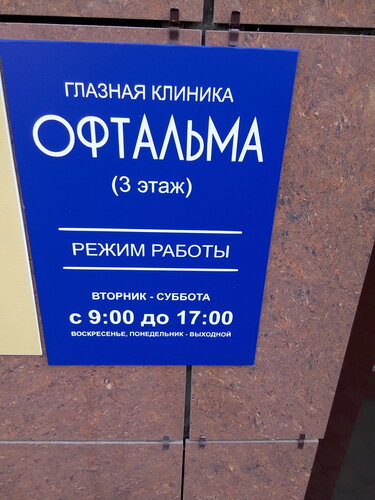 ГЛАЗНАЯ КЛИНИКА
ОФТАЛЬМА
(3 этаж)
РЕЖИМ РАБОТЫ
ВТОРНИК - СУББОТА
с 9:00 до 17:00
ВОСКРЕСЕНЬЕ, ПОНЕДЕЛЬНИК - ВЫХОДНОЙ